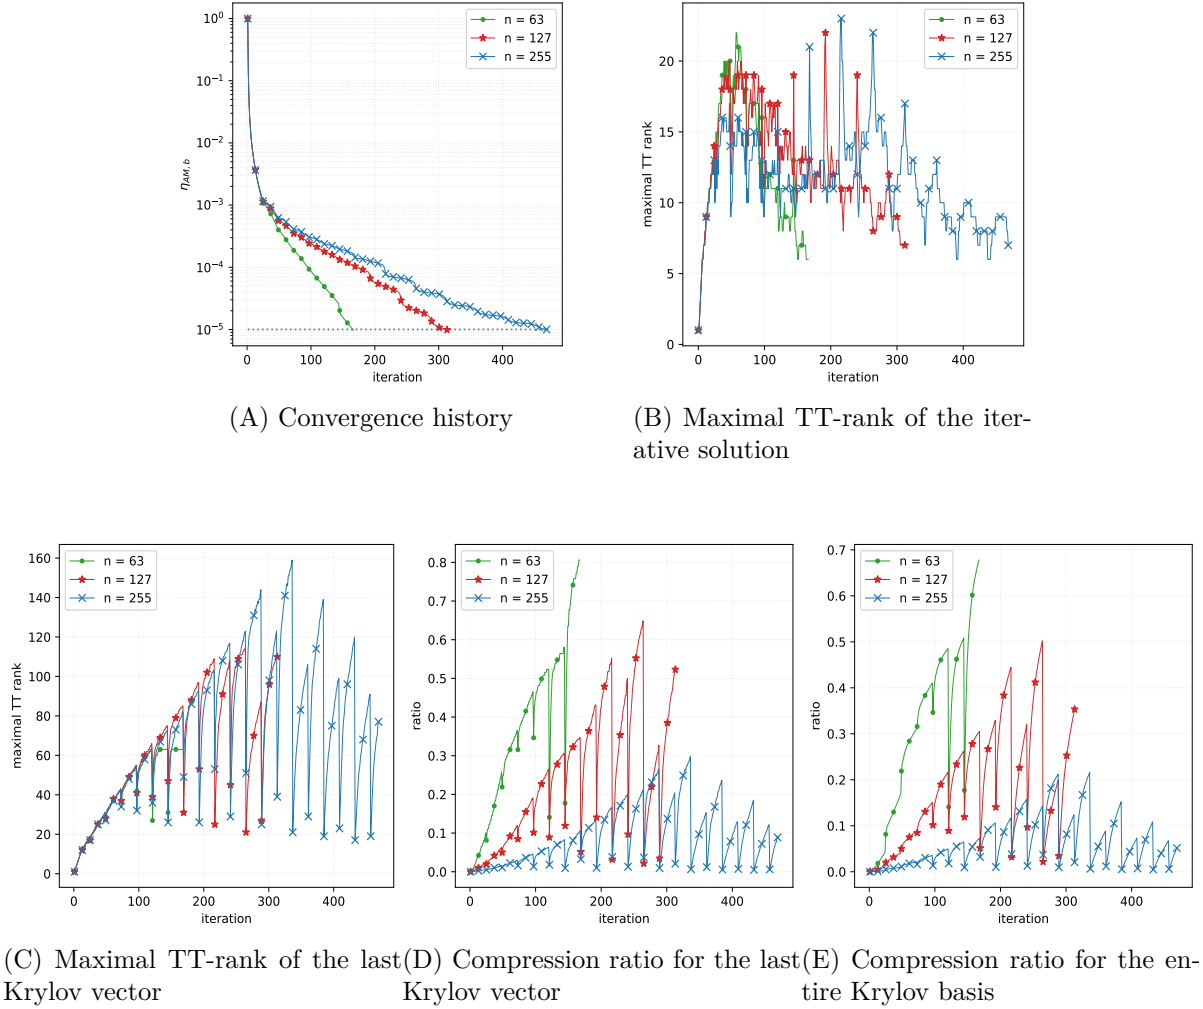 10⁰
10⁻¹
10⁻²
10⁻³
10⁻⁴
10⁻⁵
η_{AM,b}
0 100 200 300 400
iteration
n = 63
n = 127
n = 255
(A) Convergence history
20
15
10
5
0
maximal TT rank
0 100 200 300 400
iteration
n = 63
n = 127
n = 255
(B) Maximal TT-rank of the iter-
ative solution
160
140
120
100
80
60
40
20
0
maximal TT rank
0 100 200 300 400
iteration
n = 63
n = 127
n = 255
(C) Maximal TT-rank of the last
Krylov vector
0.8
0.7
0.6
0.5
0.4
0.3
0.2
0.1
0.0
ratio
0 100 200 300 400
iteration
n = 63
n = 127
n = 255
(D) Compression ratio for the last
Krylov vector
0.7
0.6
0.5
0.4
0.3
0.2
0.1
0.0
ratio
0 100 200 300 400
iteration
n = 63
n = 127
n = 255
(E) Compression ratio for the en-
tire Krylov basis